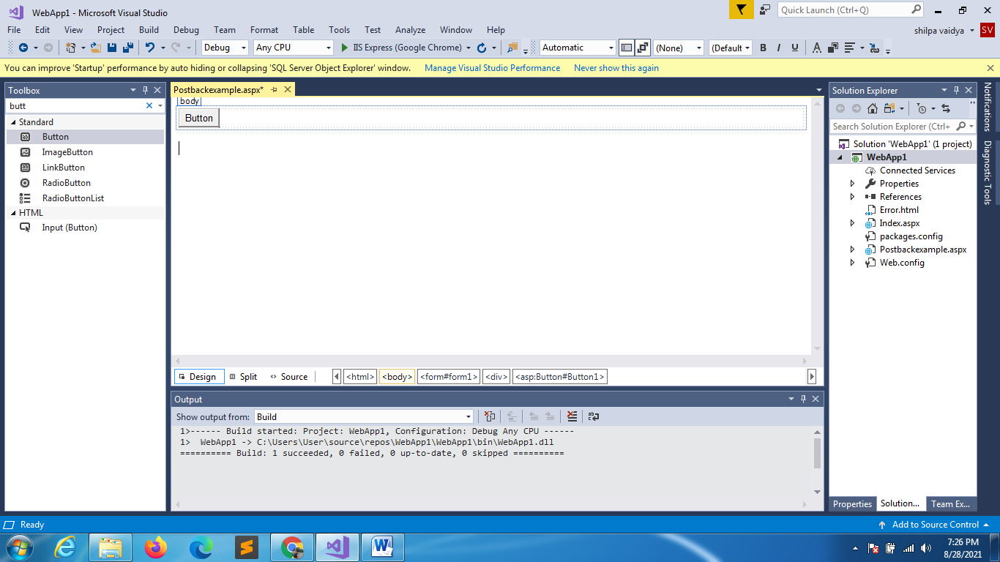 WebApp1 - Microsoft Visual Studio
Quick Launch (Ctrl+Q)
File Edit View Project Build Debug Team Format Table Tools Test Analyze Window Help
shilpa vaidya SV
Debug Any CPU IIS Express (Google Chrome) Automatic (None) (Default B I U A
You can improve 'Startup' performance by auto hiding or collapsing 'SQL Server Object Explorer' window. Manage Visual Studio Performance Never show this again
Toolbox
butt
Standard
Button
ImageButton
LinkButton
RadioButton
RadioButtonList
HTML
Input (Button)
Postbackexample.aspx*
body
Button
Design Split Source <html> <body> <form#form1> <div> <asp:Button#Button1>
Output
Show output from: Build
1>------ Build started: Project: WebApp1, Configuration: Debug Any CPU ------
1>  WebApp1 -> C:\Users\User\source\repos\WebApp1\WebApp1\bin\WebApp1.dll
========== Build: 1 succeeded, 0 failed, 0 up-to-date, 0 skipped ==========
Solution Explorer
Search Solution Explorer (Ctrl+
Solution 'WebApp1' (1 project)
WebApp1
Connected Services
Properties
References
Error.html
Index.aspx
packages.config
Postbackexample.aspx
Web.config
Properties Solution... Team Ex...
Notifications
Diagnostic Tools
Ready
Add to Source Control
7:26 PM
8/28/2021